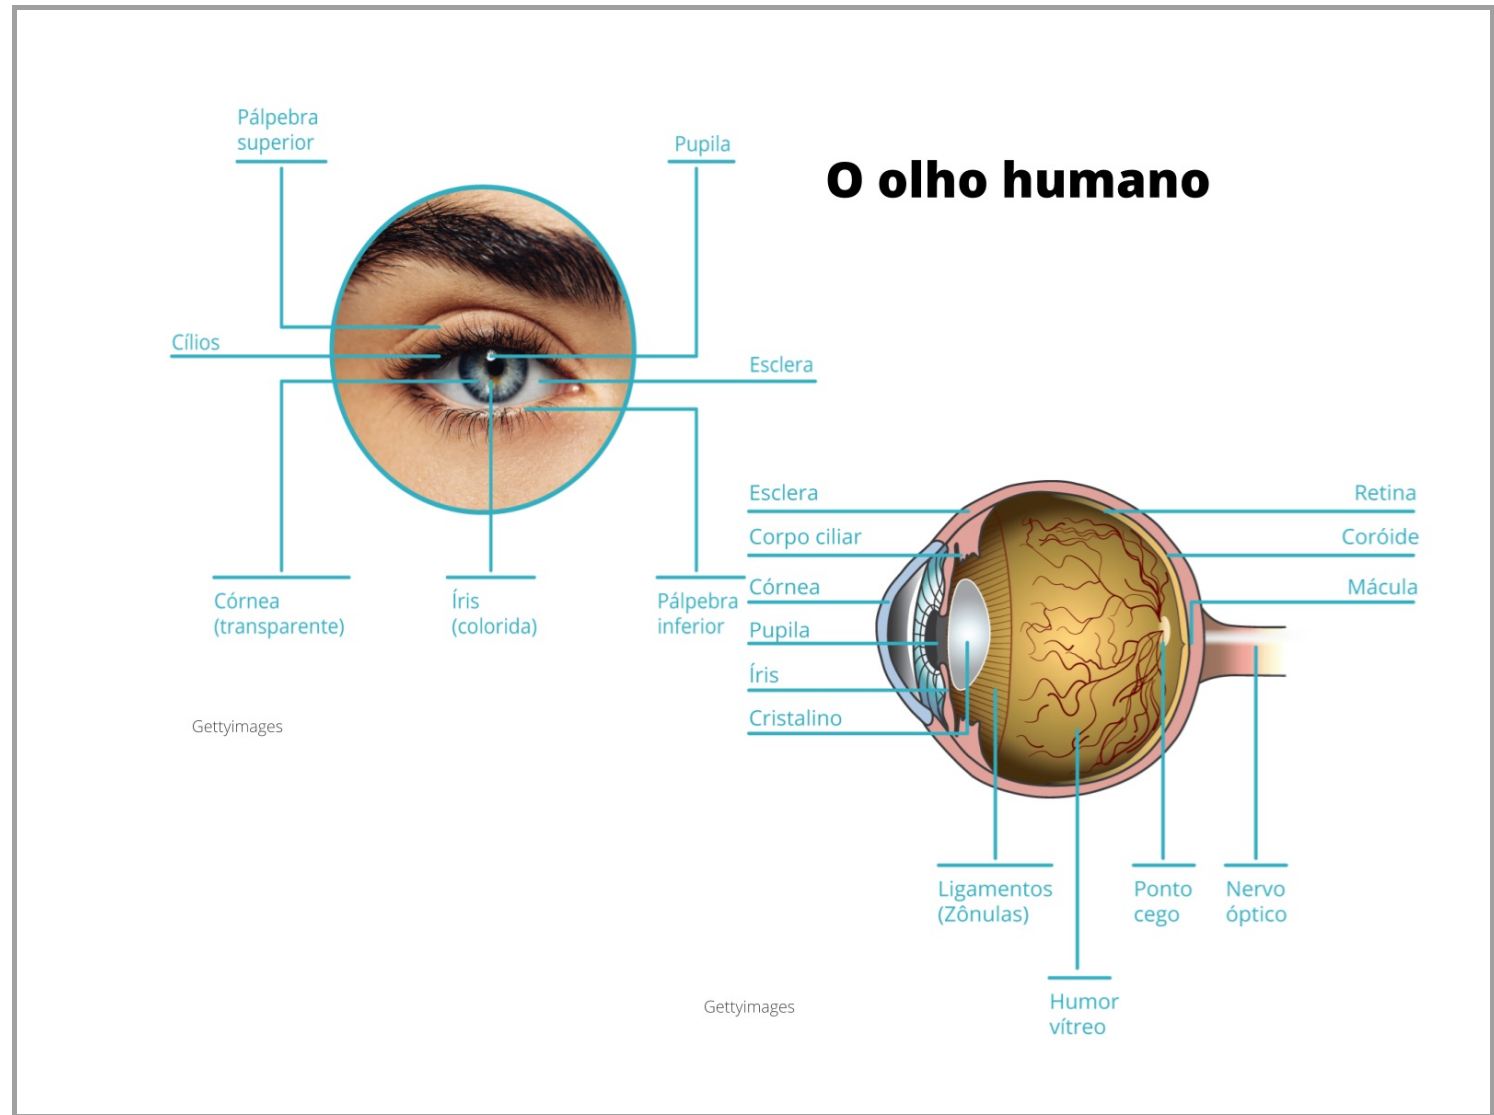 O olho humano
Pálpebra
superior
Pupila
Cílios
Esclera
Córnea
(transparente)
Íris
(colorida)
Pálpebra
inferior
Gettyimages
Esclera
Corpo ciliar
Córnea
Pupila
Íris
Cristalino
Retina
Coróide
Mácula
Ligamentos
(Zônulas)
Ponto
cego
Nervo
óptico
Humor
vítreo
Gettyimages